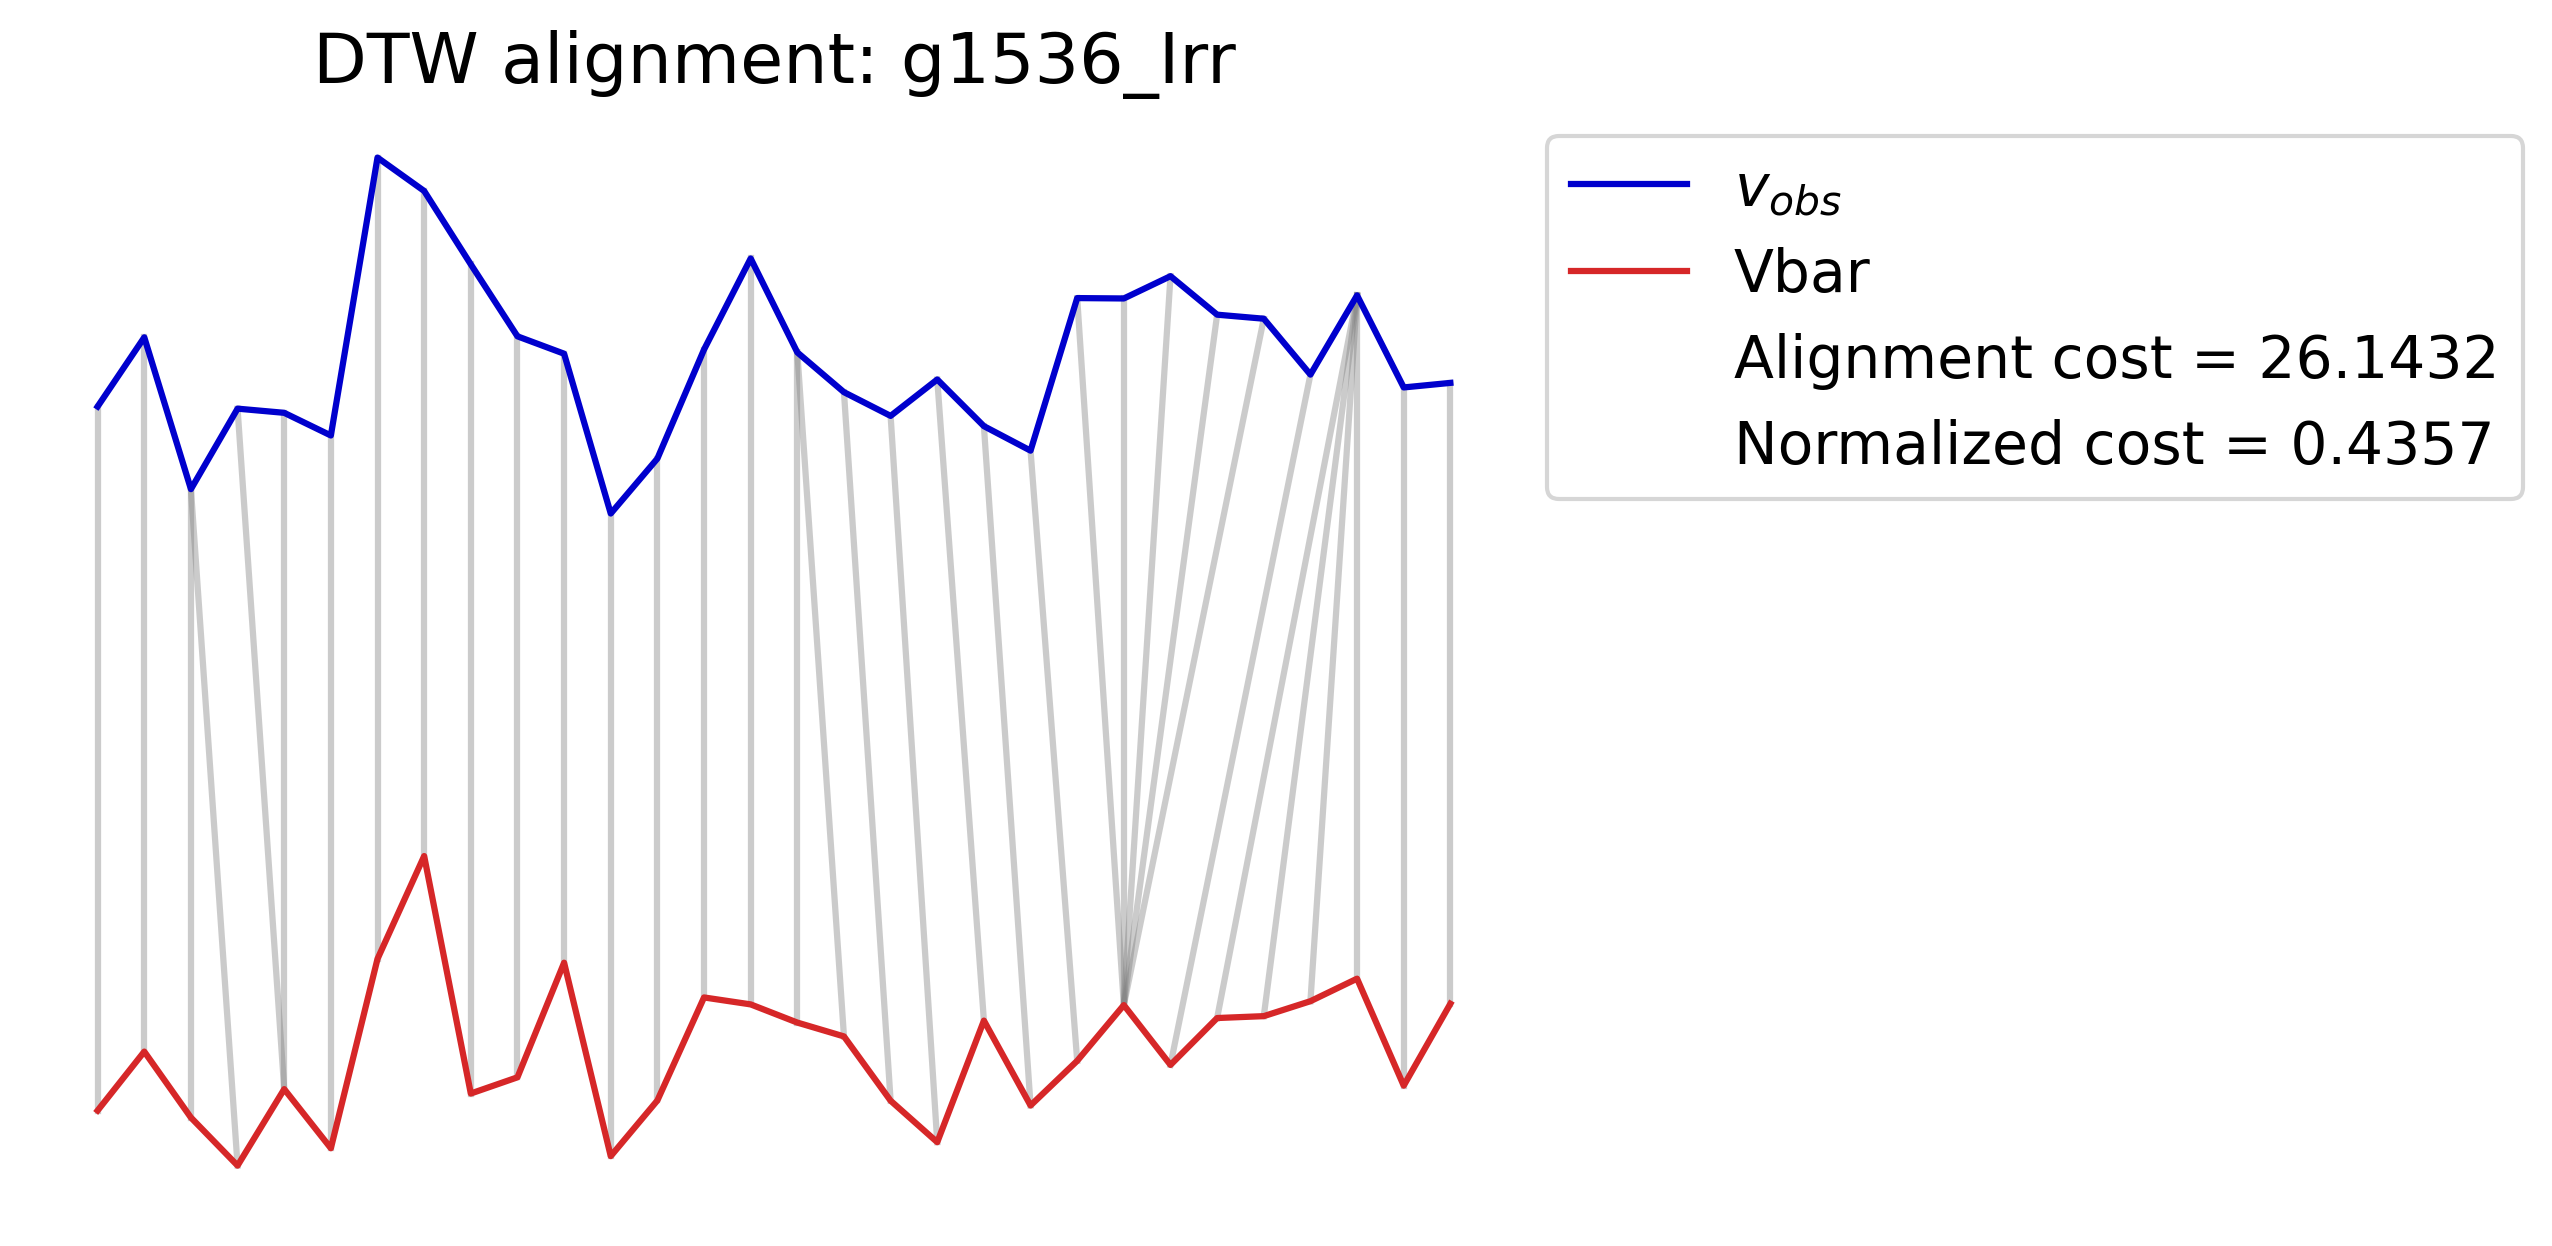 DTW alignment: g1536_Irr
v_obs
Vbar
Alignment cost = 26.1432
Normalized cost = 0.4357